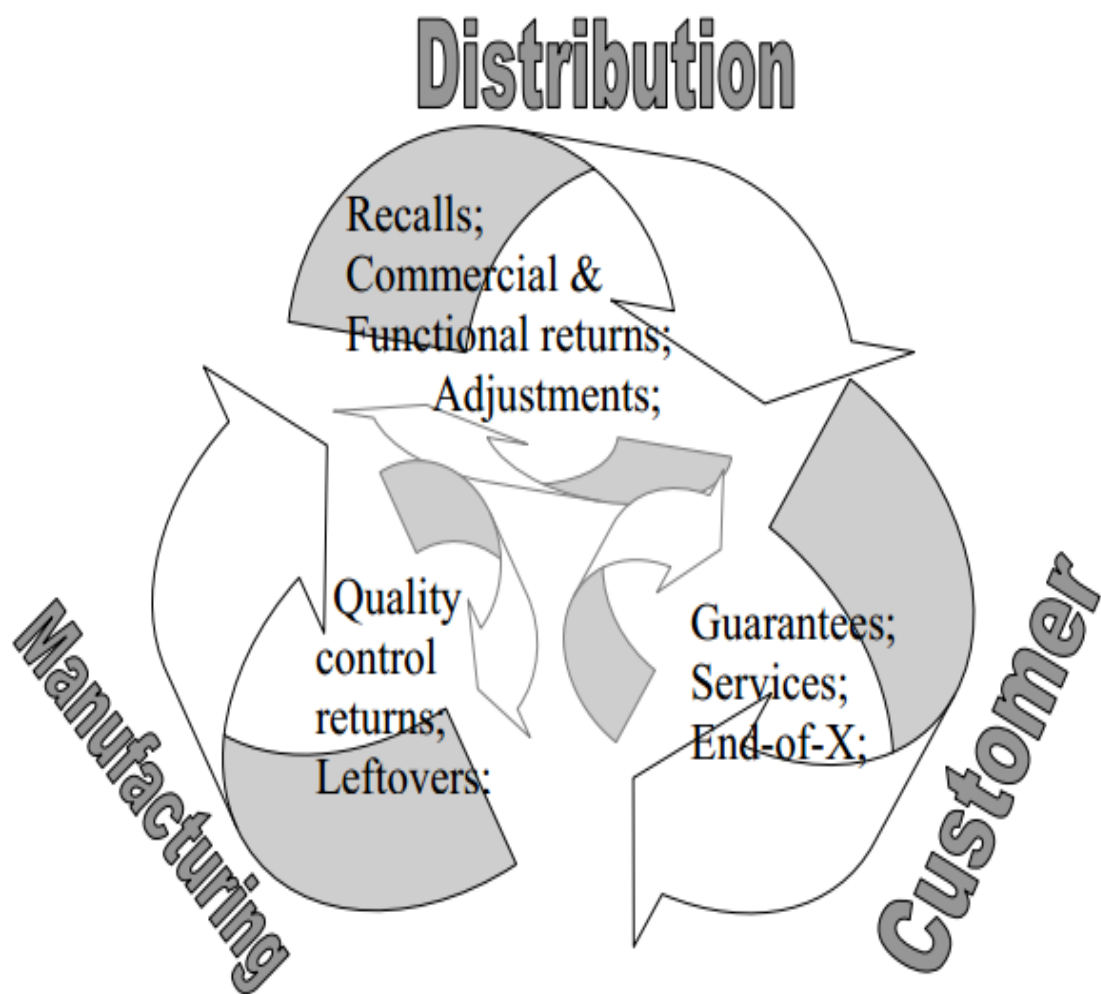 Distribution
Recalls;
Commercial &
Functional returns;
Adjustments;
Quality
control
returns;
Leftovers:
Manufacturing
Guarantees;
Services;
End-of-X;
Customer